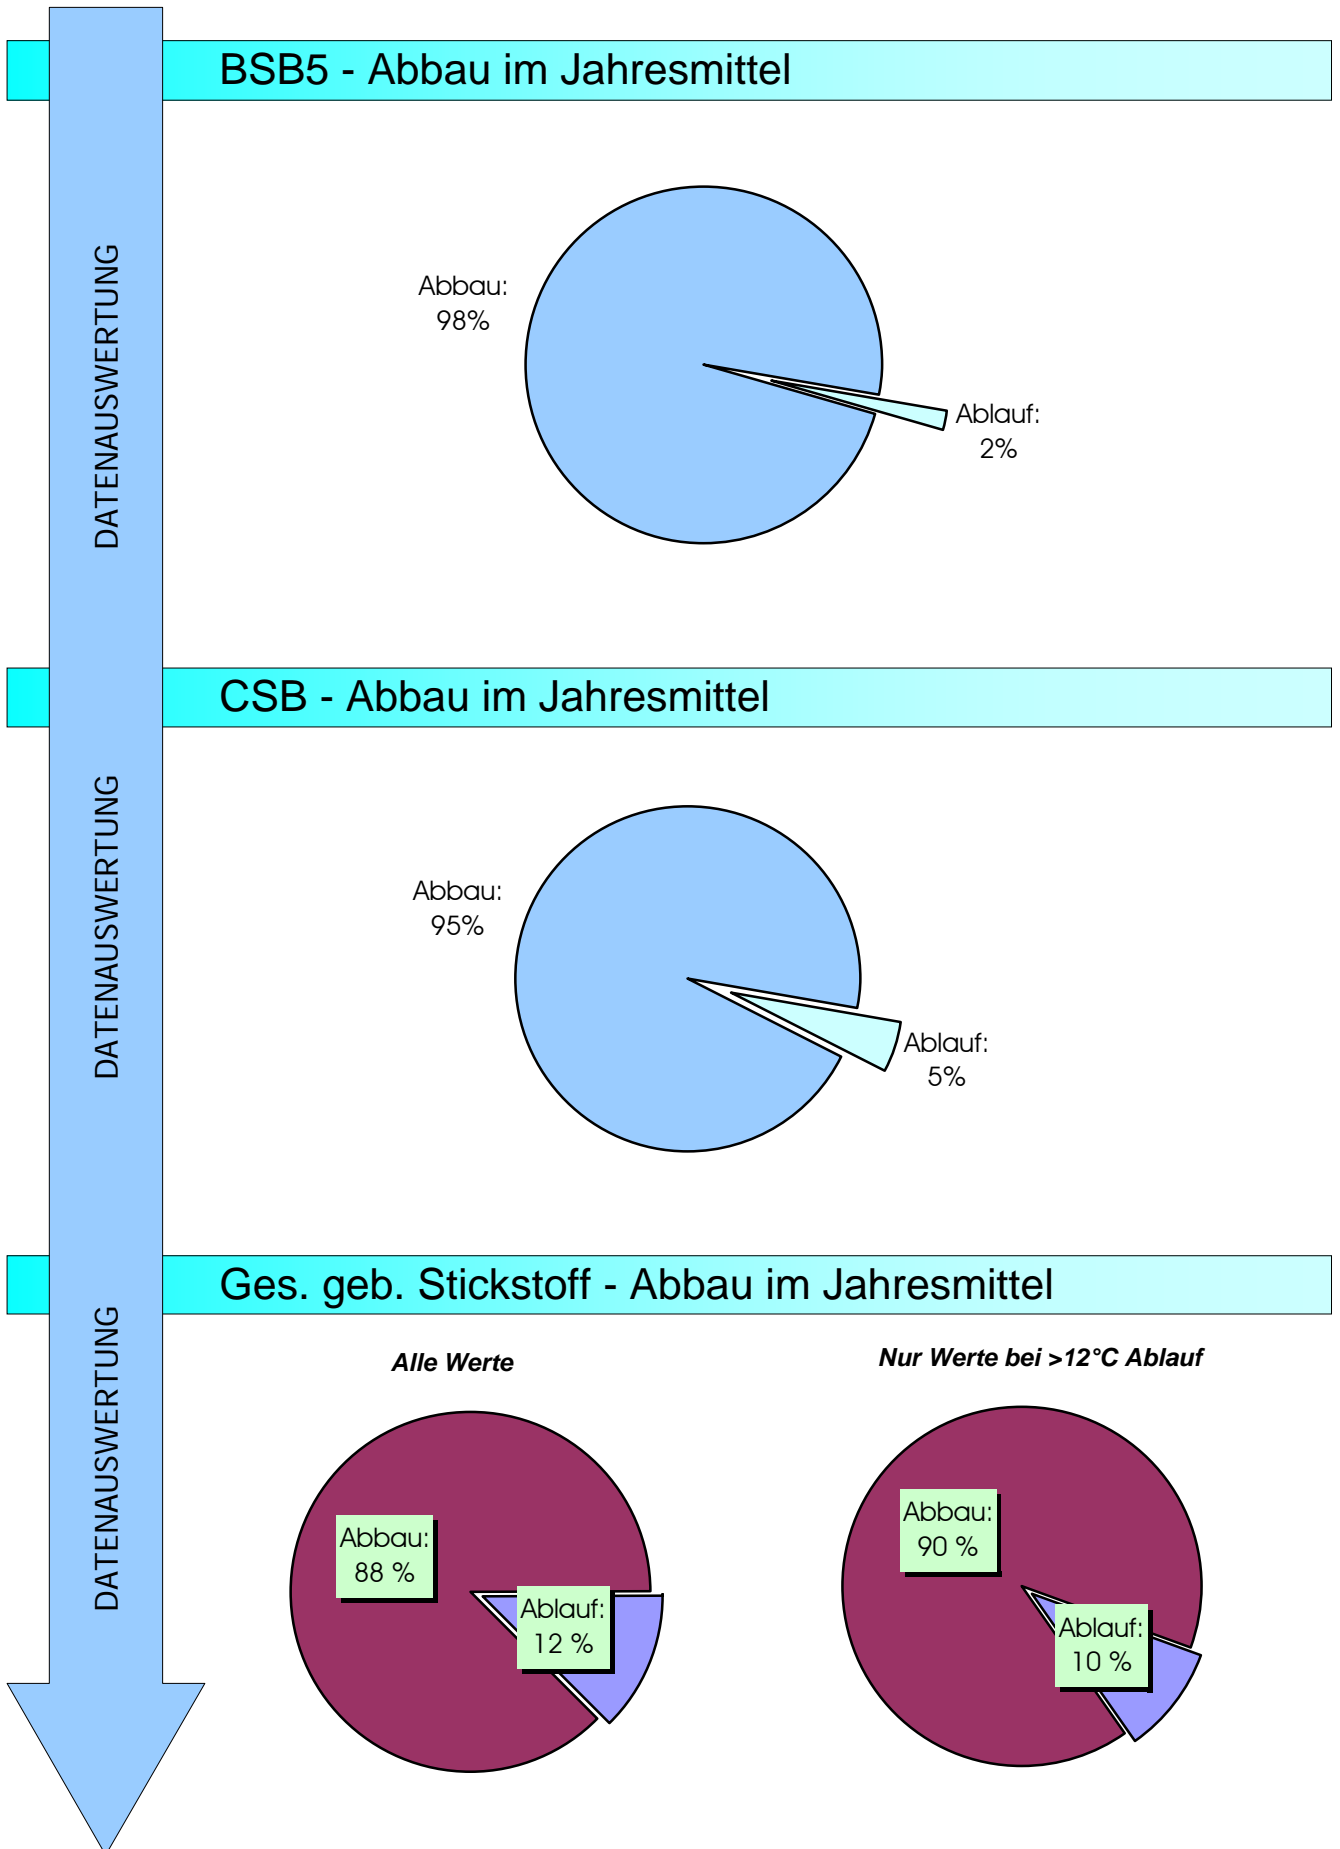 BSB5 - Abbau im Jahresmittel
DATENAUSWERTUNG
Abbau:
98%
Ablauf:
2%
CSB - Abbau im Jahresmittel
DATENAUSWERTUNG
Abbau:
95%
Ablauf:
5%
Ges. geb. Stickstoff - Abbau im Jahresmittel
DATENAUSWERTUNG
Alle Werte
Abbau:
88 %
Ablauf:
12 %
Nur Werte bei >12°C Ablauf
Abbau:
90 %
Ablauf:
10 %